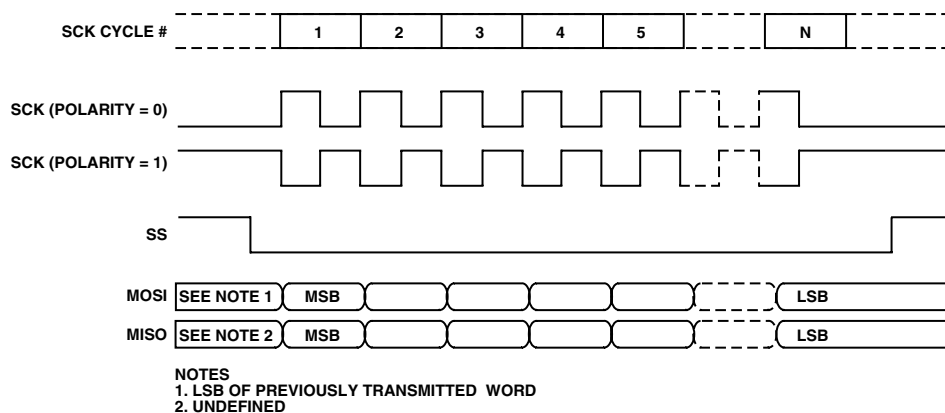 SCK CYCLE #
1 2 3 4 5 N
SCK (POLARITY = 0)
SCK (POLARITY = 1)
SS
MOSI SEE NOTE 1 MSB LSB
MISO SEE NOTE 2 MSB LSB
NOTES
1. LSB OF PREVIOUSLY TRANSMITTED WORD
2. UNDEFINED